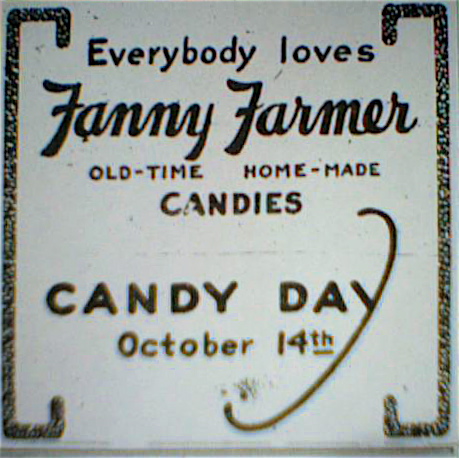 Everybody loves
Fanny Farmer
OLD-TIME HOME-MADE
CANDIES
CANDY DAY
October 14th